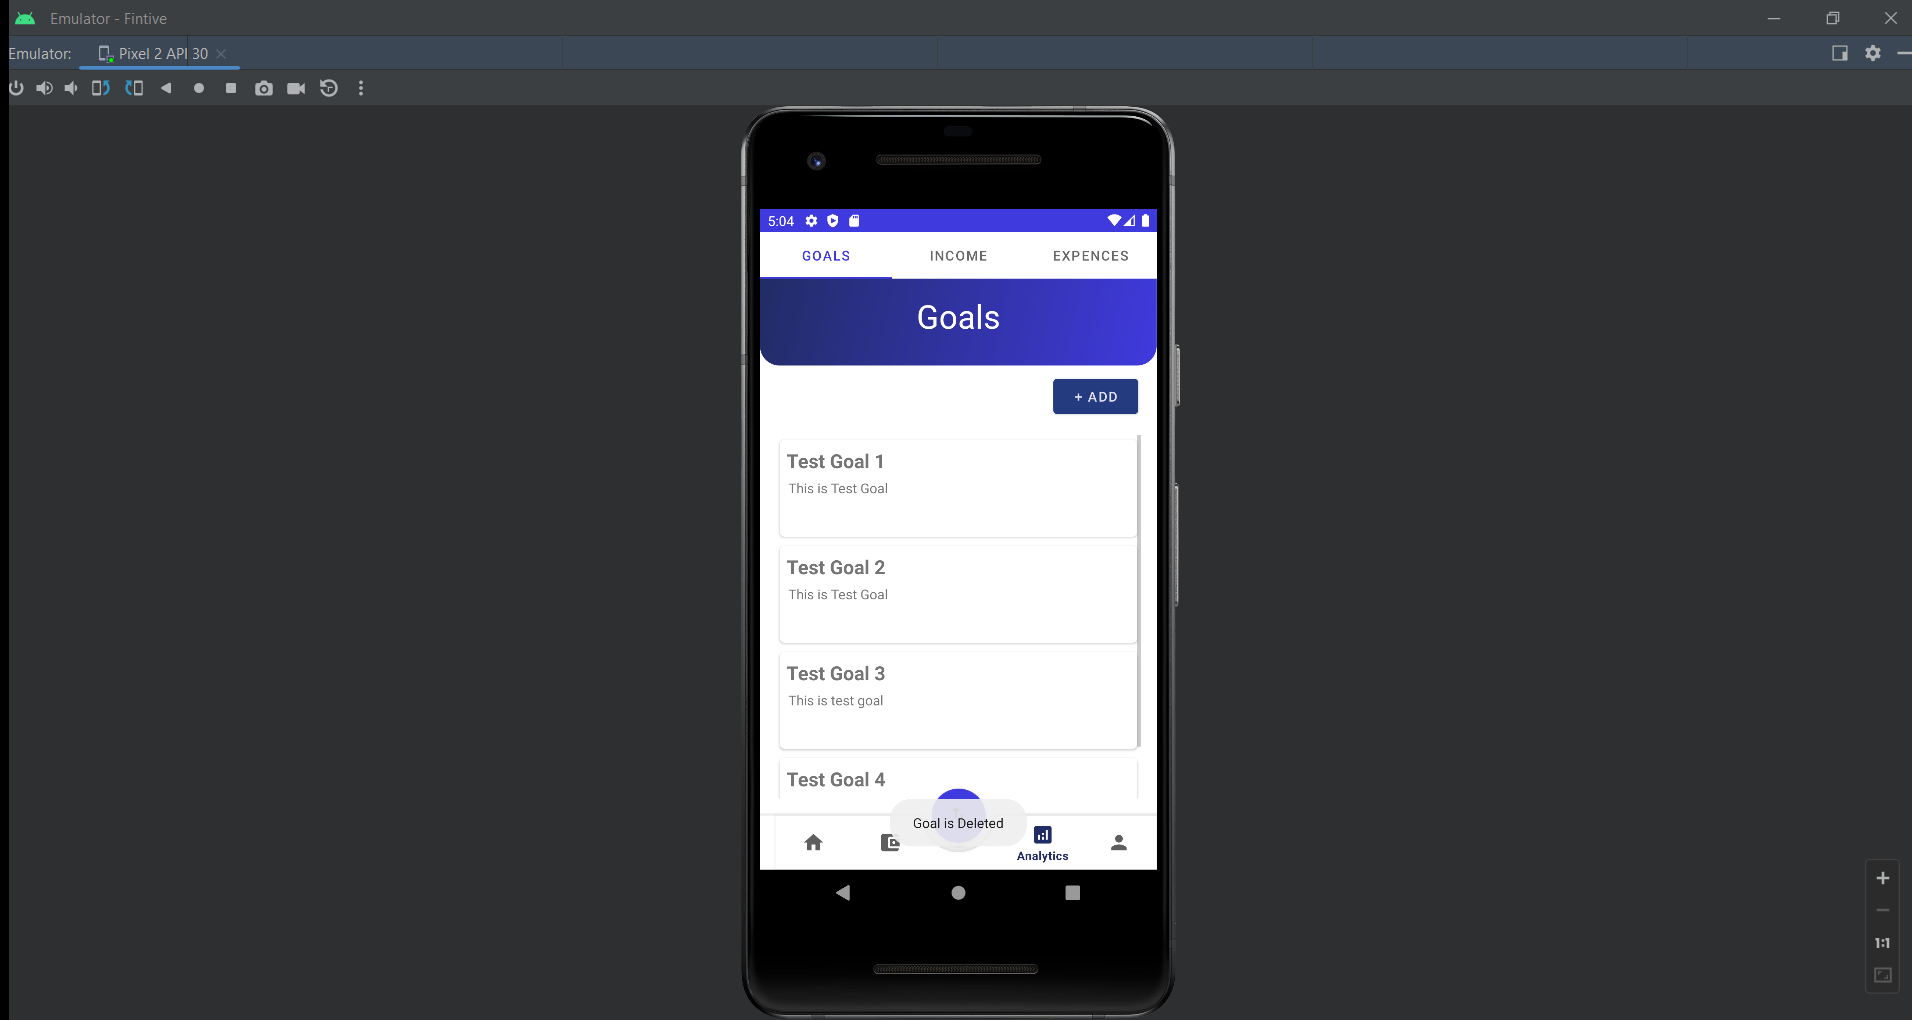 Emulator - Fintive
Emulator:
Pixel 2 API 30
5:04
GOALS
INCOME
EXPENCES
Goals
+ ADD
Test Goal 1
This is Test Goal
Test Goal 2
This is Test Goal
Test Goal 3
This is test goal
Test Goal 4
Goal is Deleted
Analytics
1:1